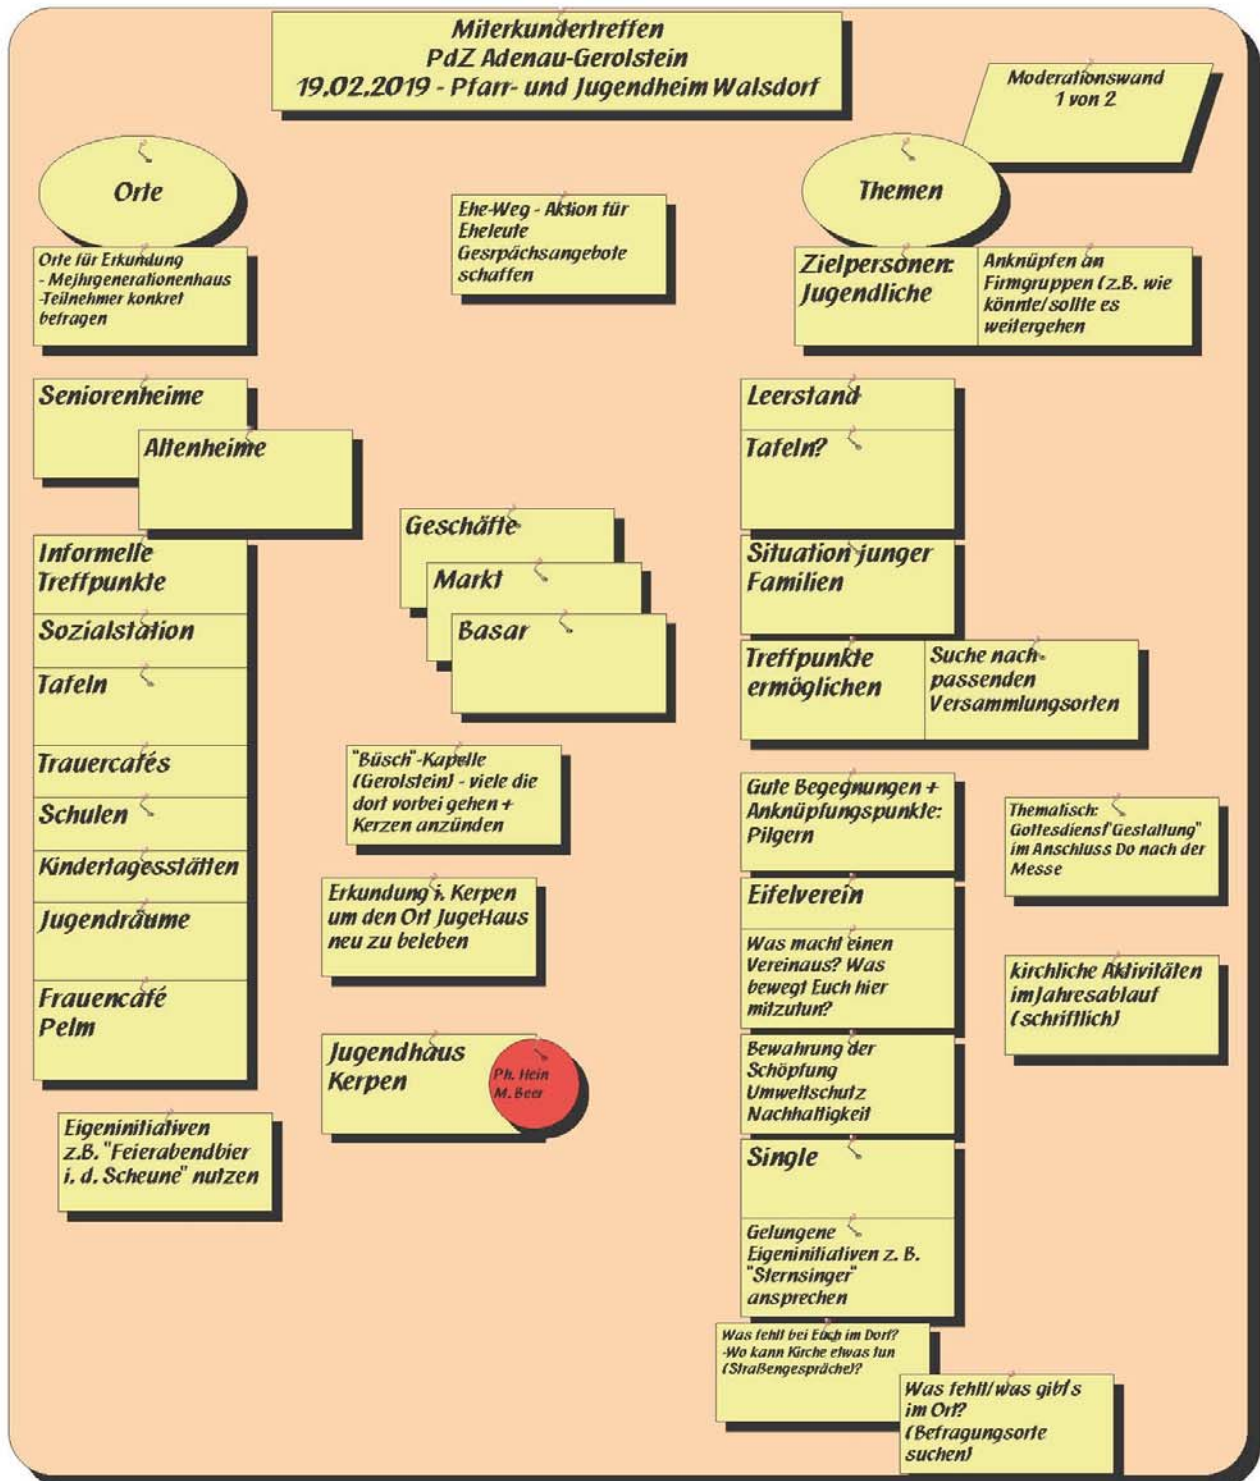 Miterkundertreffen
PdZ Adenau-Gerolstein
19.02.2019 - Pfarr- und Jugendheim Walsdorf
Moderationswand
1 von 2
Orte
Orte für Erkundung
- Mejhrgenerationenhaus
-Teilnehmer konkret
befragen
Seniorenheime
Altenheime
Informelle
Treffpunkte
Sozialstation
Tafeln
Trauercafés
Schulen
Kindertagesstätten
Jugendräume
Frauencafé
Pelm
Eigeninitiativen
z.B. "Feierabendbier
i. d. Scheune" nutzen
Ehe-Weg - Aktion für
Eheleute
Gesrpächsangebote
schaffen
Geschäfte
Markt
Basar
"Büsch"-Kapelle
(Gerolstein) - viele die
dort vorbei gehen +
Kerzen anzünden
Erkundung i. Kerpen
um den Ort JugeHaus
neu zu beleben
Jugendhaus
Kerpen
Ph. Hein
M. Beer
Themen
Zielpersonen:
Jugendliche
Anknüpfen an
Firmgruppen (z.B. wie
könnte/sollte es
weitergehen
Leerstand
Tafeln?
Situation junger
Familien
Treffpunkte
ermöglichen
Suche nach
passenden
Versammlungsorten
Gute Begegnungen +
Anknüpfungspunkte:
Pilgern
Thematisch:
Gottesdienst"Gestaltung"
im Anschluss Do nach der
Messe
Eifelverein
Was macht einen
Vereinaus? Was
bewegt Euch hier
mitzutun?
kirchliche Aktivitäten
im Jahresablauf
(schriftlich)
Bewahrung der
Schöpfung
Umweltschutz
Nachhaltigkeit
Single
Gelungene
Eigeninitiativen z. B.
"Sternsinger"
ansprechen
Was fehlt bei Euch im Dorf?
-Wo kann Kirche etwas tun
(Straßengespräche)?
Was fehlt/was gibt's
im Ort?
(Befragungsorte
suchen)